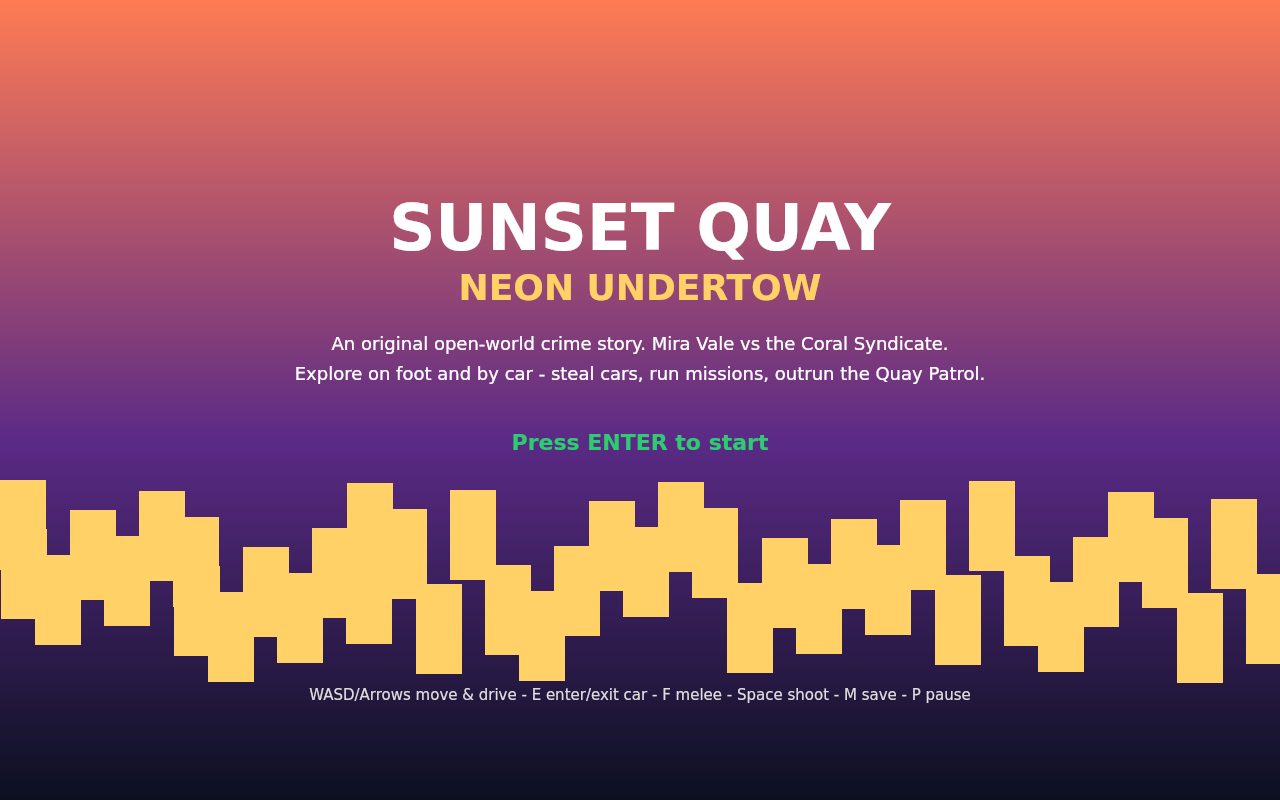 SUNSET QUAY
NEON UNDERTOW
An original open-world crime story. Mira Vale vs the Coral Syndicate.
Explore on foot and by car - steal cars, run missions, outrun the Quay Patrol.
Press ENTER to start
WASD/Arrows move & drive - E enter/exit car - F melee - Space shoot - M save - P pause